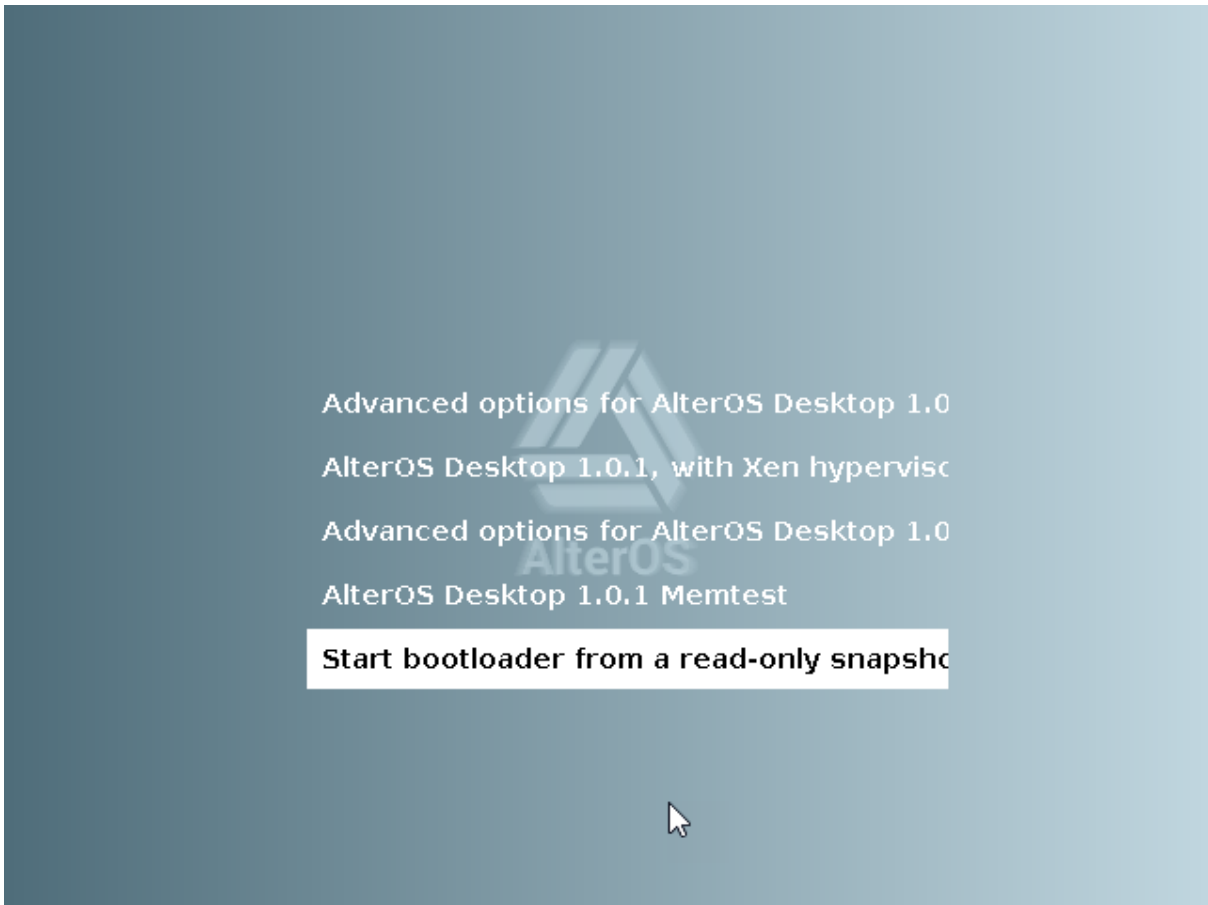 Advanced options for AlterOS Desktop 1.0
AlterOS Desktop 1.0.1, with Xen hypervisc
Advanced options for AlterOS Desktop 1.0
AlterOS
AlterOS Desktop 1.0.1 Memtest
Start bootloader from a read-only snapsho